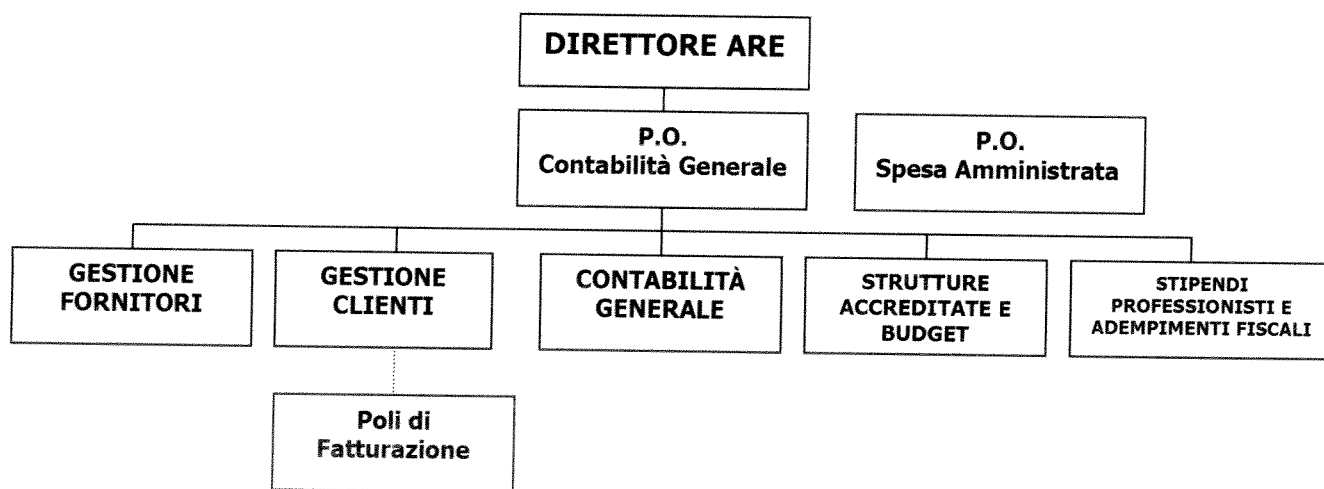 DIRETTORE ARE
P.O.
Contabilità Generale
P.O.
Spesa Amministrata
GESTIONE
FORNITORI
GESTIONE
CLIENTI
CONTABILITÀ
GENERALE
STRUTTURE
ACCREDITATE E
BUDGET
STIPENDI
PROFESSIONISTI E
ADEMPIMENTI FISCALI
Poli di
Fatturazione